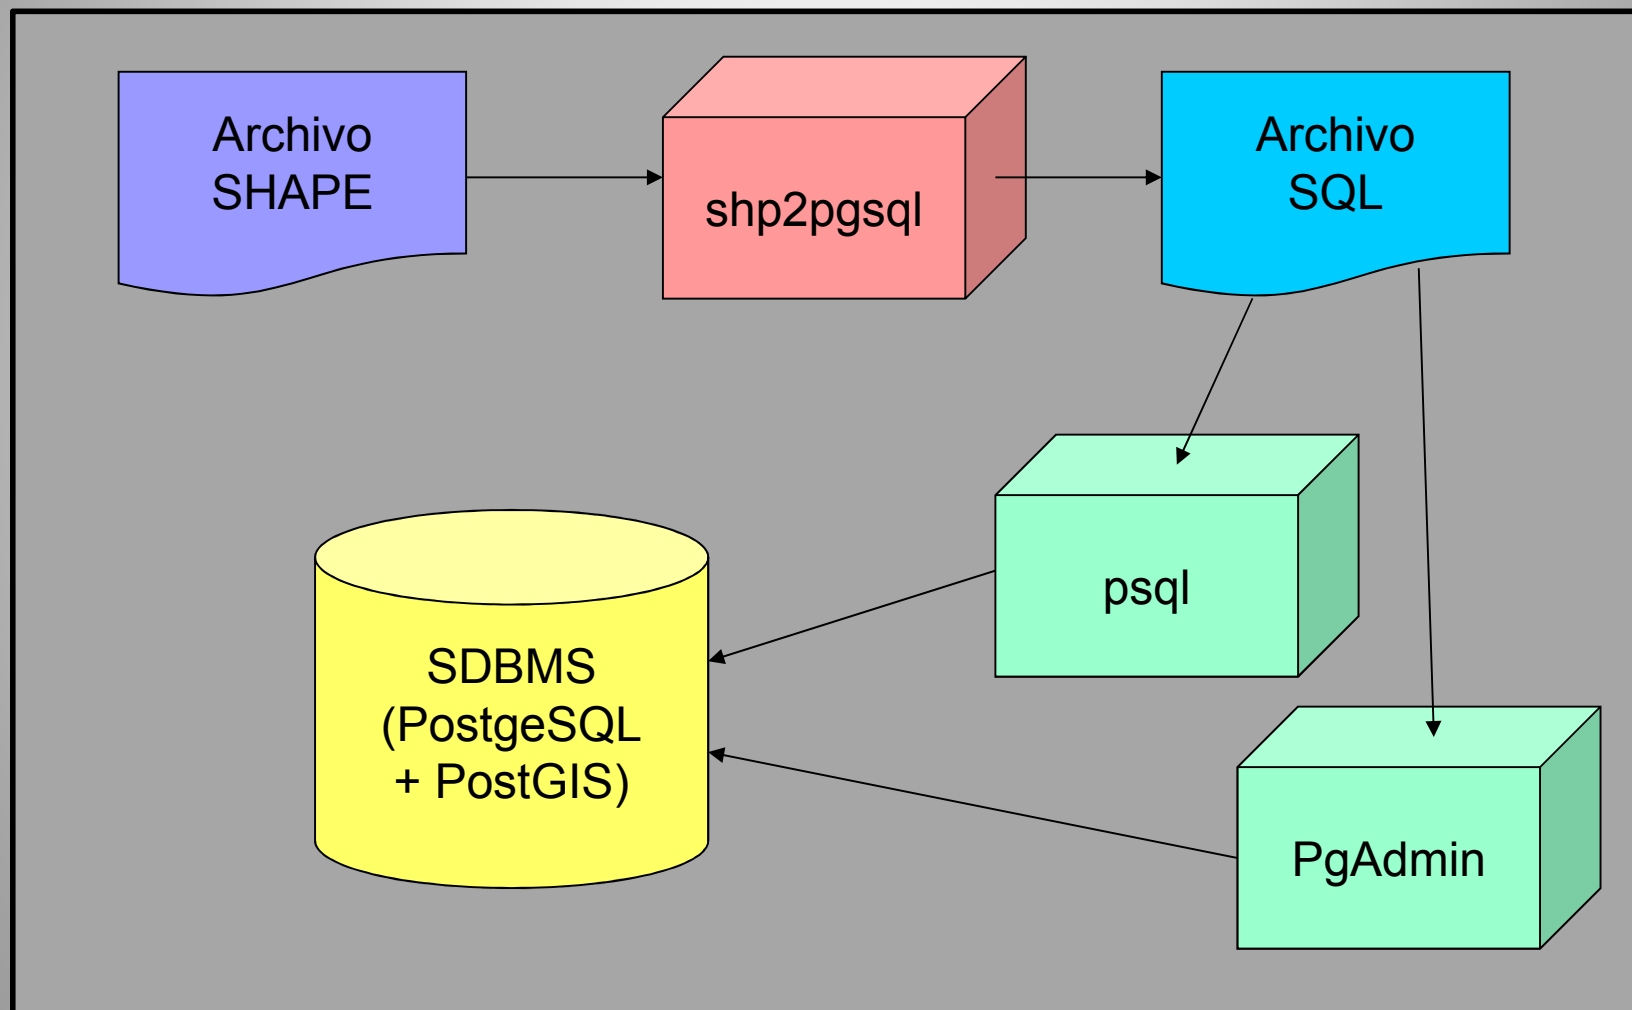 Archivo
SHAPE
shp2pgsql
Archivo
SQL
psql
SDBMS
(PostgeSQL
+ PostGIS)
PgAdmin